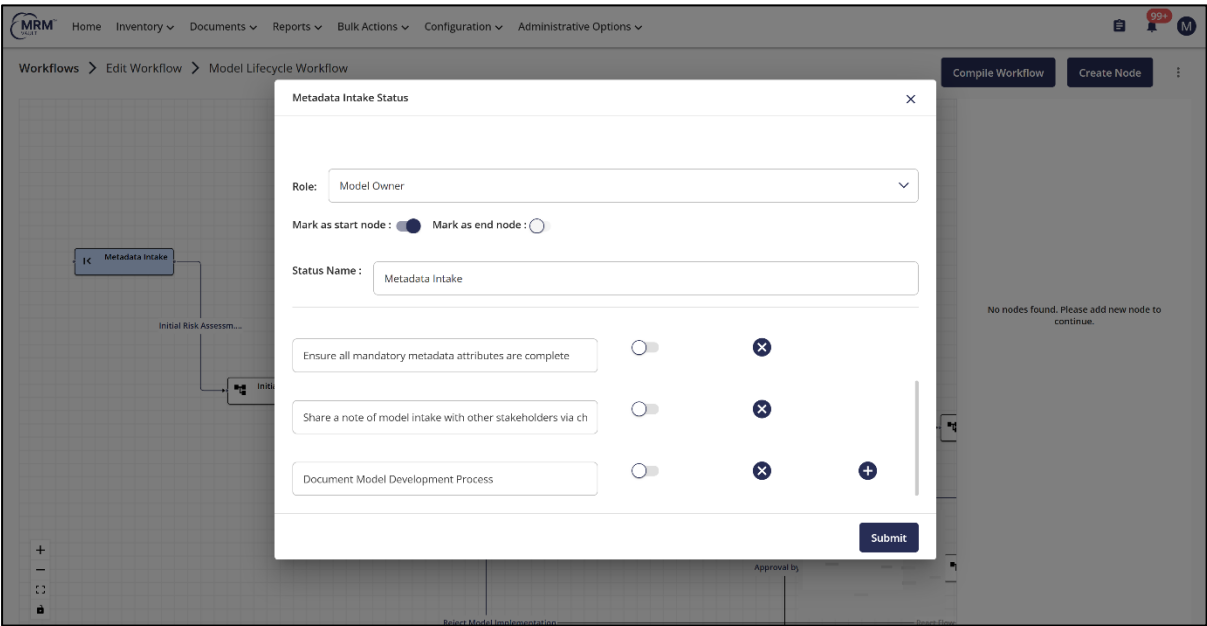 MRM
VAULT
Home Inventory Documents Reports Bulk Actions Configuration Administrative Options
99+
M
Workflows > Edit Workflow > Model Lifecycle Workflow
Compile Workflow
Create Node
Metadata Intake Status
Role:
Model Owner
Mark as start node :
Mark as end node :
Status Name :
Metadata Intake
Metadata Intake
Initial Risk Assessm....
No nodes found. Please add new node to
continue.
Ensure all mandatory metadata attributes are complete
Share a note of model intake with other stakeholders via ch
Document Model Development Process
Submit
Approval by
Reject Model Implementation
React Flow